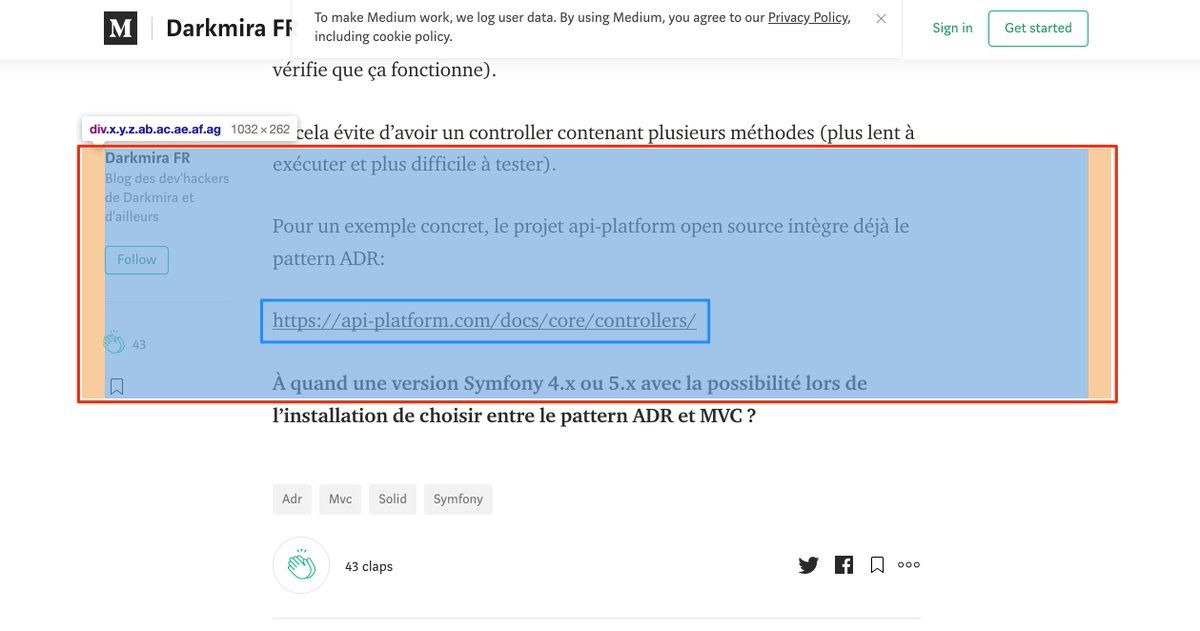 M
Darkmira FR
To make Medium work, we log user data. By using Medium, you agree to our Privacy Policy,
including cookie policy.
Sign in
Get started
vérifie que ça fonctionne).
div.x.y.z.ab.ac.ae.af.ag 1032 × 262
cela évite d’avoir un controller contenant plusieurs méthodes (plus lent à
exécuter et plus difficile à tester).
Darkmira FR
Blog des dev'hackers
de Darkmira et
d'ailleurs
Follow
43
Pour un exemple concret, le projet api-platform open source intègre déjà le
pattern ADR:
https://api-platform.com/docs/core/controllers/
À quand une version Symfony 4.x ou 5.x avec la possibilité lors de
l’installation de choisir entre le pattern ADR et MVC ?
Adr
Mvc
Solid
Symfony
43 claps